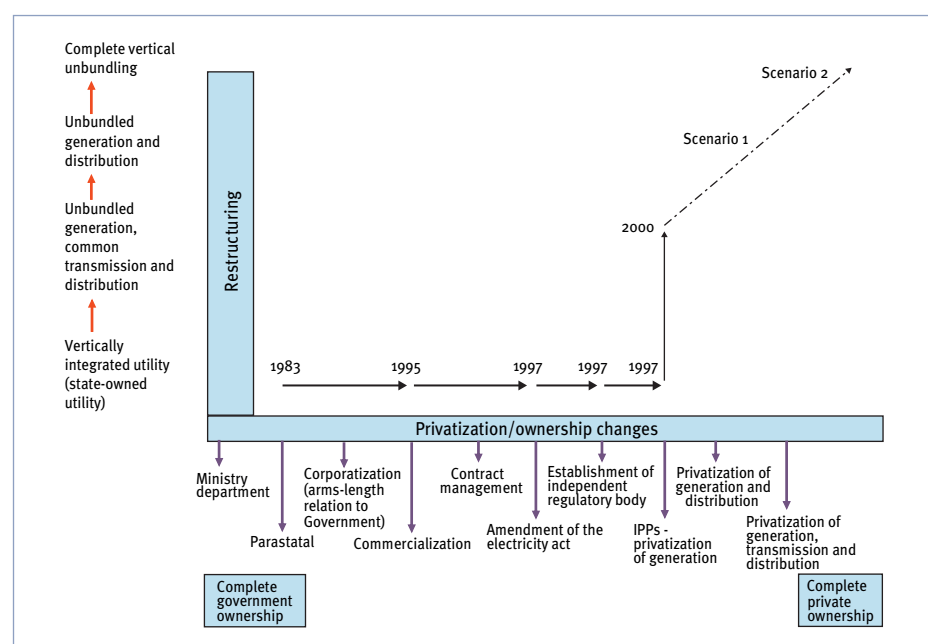 Complete vertical
unbundling
Unbundled
generation and
distribution
Unbundled
generation,
common
transmission and
distribution
Vertically
integrated utility
(state-owned
utility)
Restructuring
Scenario 2
Scenario 1
2000
1983
1995
1997
1997
1997
Privatization/ownership changes
Ministry
department
Parastatal
Corporatization
(arms-length
relation to
Government)
Commercialization
Contract
management
Amendment of the
electricity act
Establishment of
independent
regulatory body
IPPs -
privatization
of generation
Privatization of
generation and
distribution
Privatization of
generation,
transmission and
distribution
Complete
government
ownership
Complete
private
ownership